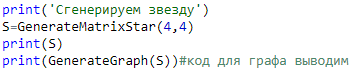 print('Сгенерируем звезду')
S=GenerateMatrixStar(4,4)
print(S)
print(GenerateGraph(S))#код для графа выводим